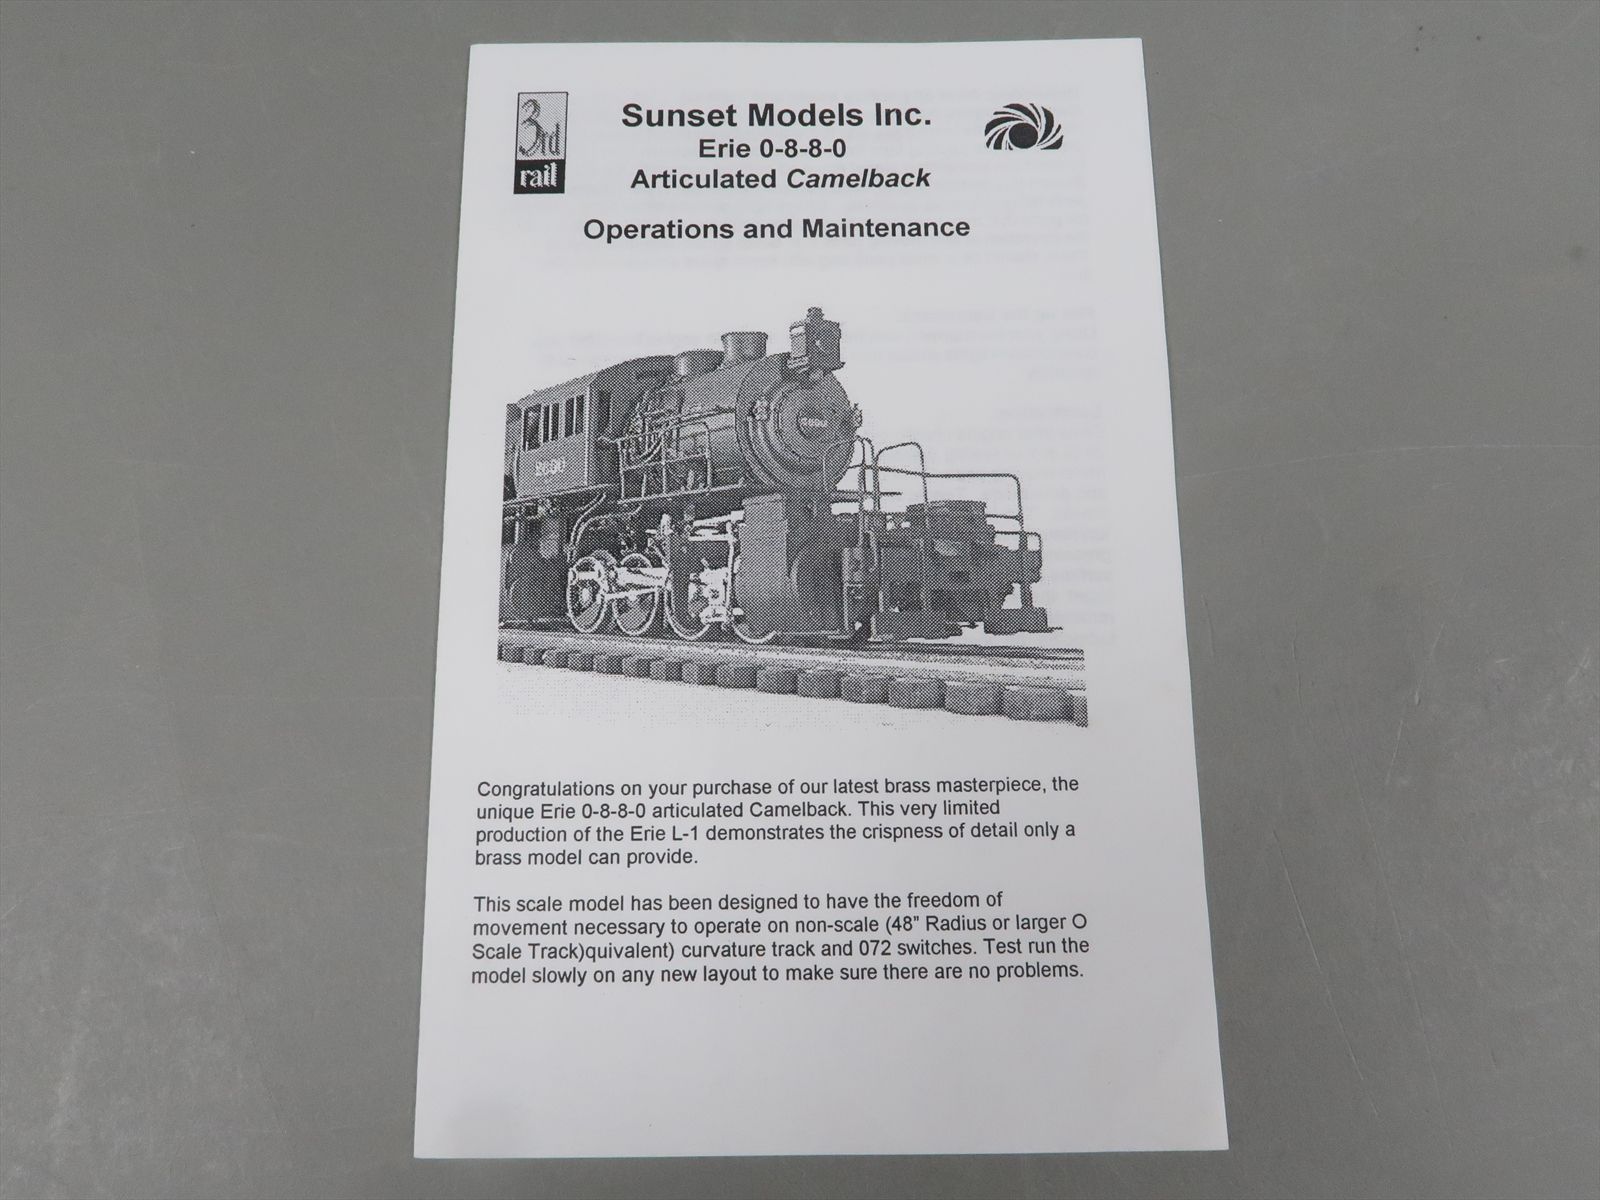 3rd
rail
Sunset Models Inc.
Erie 0-8-8-0
Articulated Camelback
Operations and Maintenance
2600
Congratulations on your purchase of our latest brass masterpiece, the
unique Erie 0-8-8-0 articulated Camelback. This very limited
production of the Erie L-1 demonstrates the crispness of detail only a
brass model can provide.
This scale model has been designed to have the freedom of
movement necessary to operate on non-scale (48" Radius or larger O
Scale Track)quivalent) curvature track and 072 switches. Test run the
model slowly on any new layout to make sure there are no problems.